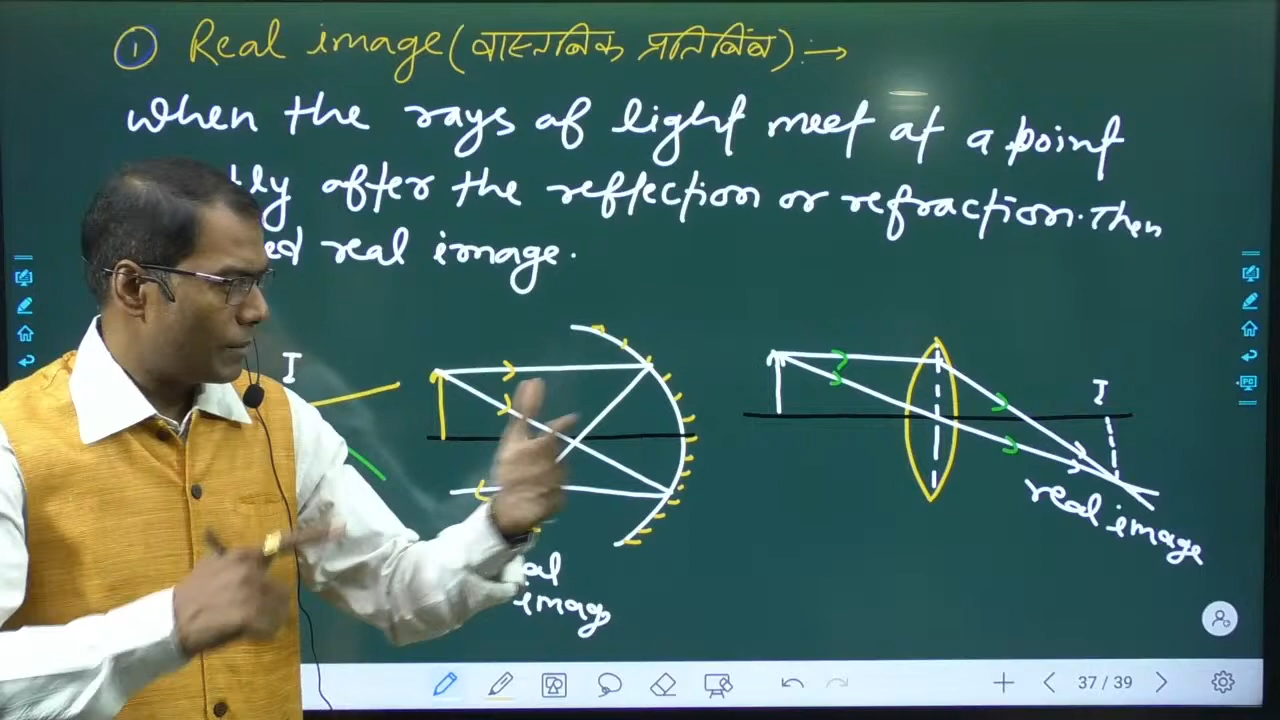 ① Real image (वास्तविक प्रतिबिंब) :→
When the rays of light meet at a point
after the reflection or refraction. Then
real image.
I
I
real image
imag
37 / 39